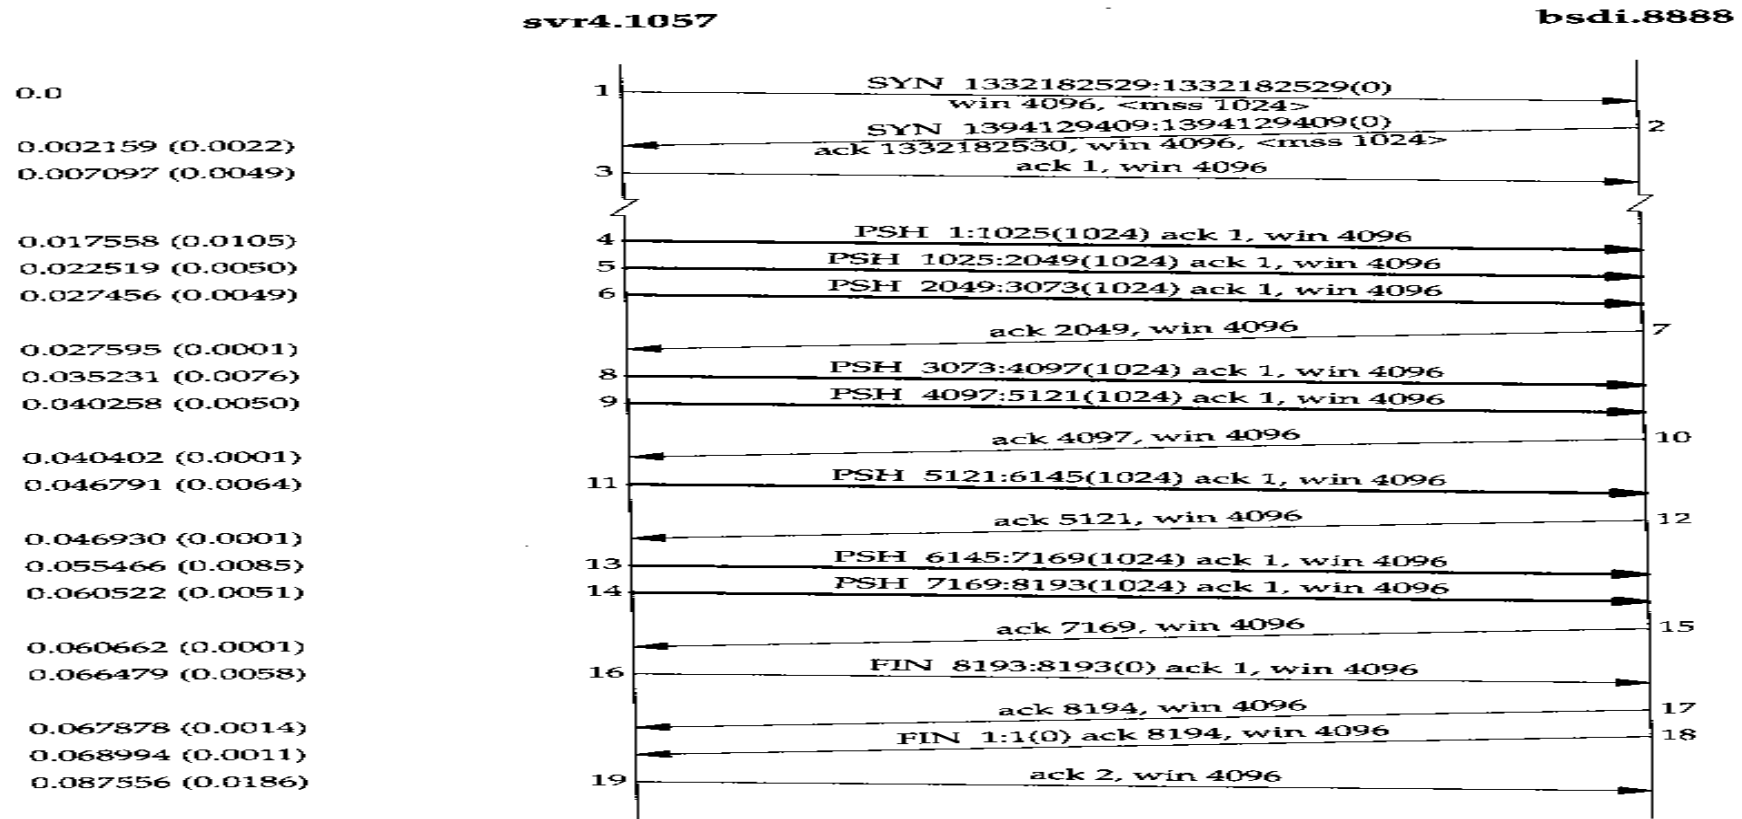 svr4.1057 bsdi.8888
0.0 1 SYN 1332182529:1332182529(0)
win 4096, <mss 1024>
SYN 1394129409:1394129409(0) 2
0.002159 (0.0022) ack 1332182530, win 4096, <mss 1024>
0.007097 (0.0049) 3 ack 1, win 4096
0.017558 (0.0105) 4 PSH 1:1025(1024) ack 1, win 4096
0.022519 (0.0050) 5 PSH 1025:2049(1024) ack 1, win 4096
0.027456 (0.0049) 6 PSH 2049:3073(1024) ack 1, win 4096
ack 2049, win 4096 7
0.027595 (0.0001)
0.035231 (0.0076) 8 PSH 3073:4097(1024) ack 1, win 4096
0.040258 (0.0050) 9 PSH 4097:5121(1024) ack 1, win 4096
ack 4097, win 4096 10
0.040402 (0.0001)
0.046791 (0.0064) 11 PSH 5121:6145(1024) ack 1, win 4096
ack 5121, win 4096 12
0.046930 (0.0001)
0.055466 (0.0085) 13 PSH 6145:7169(1024) ack 1, win 4096
0.060522 (0.0051) 14 PSH 7169:8193(1024) ack 1, win 4096
ack 7169, win 4096 15
0.060662 (0.0001)
0.066479 (0.0058) 16 FIN 8193:8193(0) ack 1, win 4096
ack 8194, win 4096 17
0.067878 (0.0014)
FIN 1:1(0) ack 8194, win 4096 18
0.068994 (0.0011)
0.087556 (0.0186) 19 ack 2, win 4096